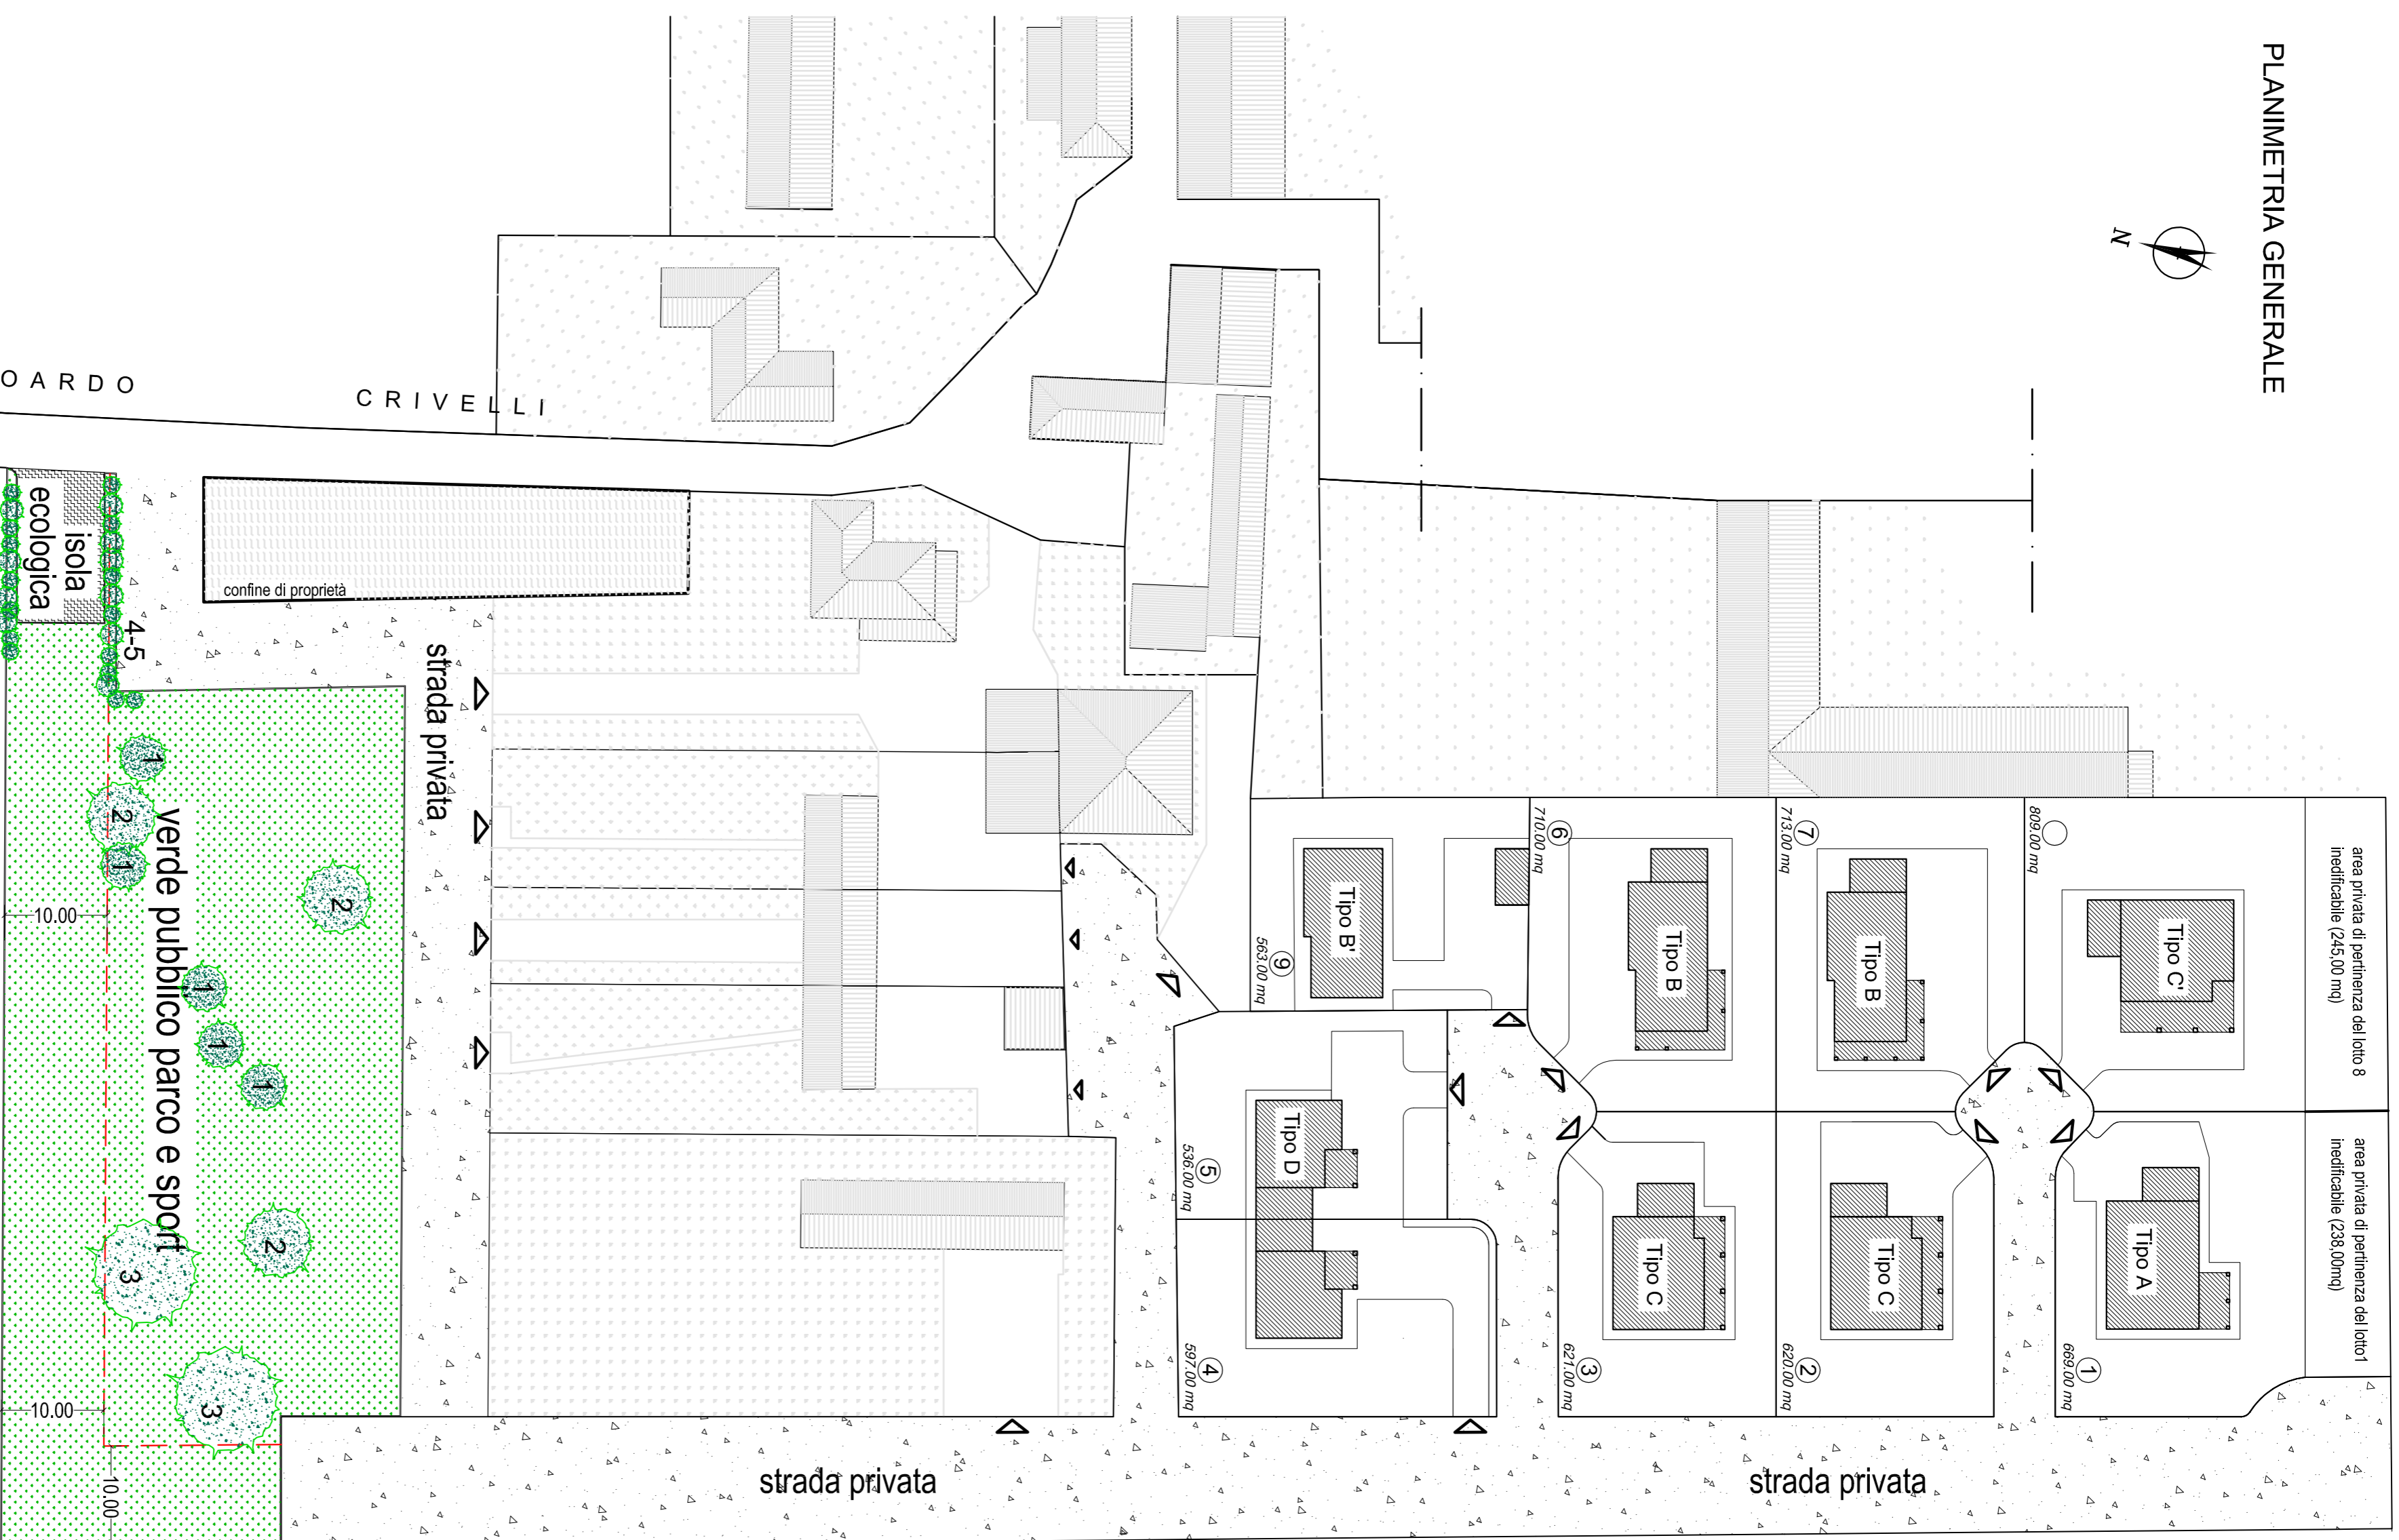 PLANIMETRIA GENERALE
N
OARDO
CRIVELLI
isola
ecologica
confine di proprietà
4-5
strada privata
verde pubblico parco e sport
1
2
1
2
1
1
1
2
3
3
10.00
10.00
10.00
strada privata
strada privata
area privata di pertinenza del lotto 8
inedificabile (245,00 mq)
area privata di pertinenza del lotto1
inedificabile (238,00mq)
809.00 mq
Tipo C'
7
713.00 mq
Tipo B
6
710.00 mq
Tipo B
9
563.00 mq
Tipo B'
5
536.00 mq
Tipo D
4
597.00 mq
3
621.00 mq
Tipo C
2
620.00 mq
Tipo C
1
669.00 mq
Tipo A